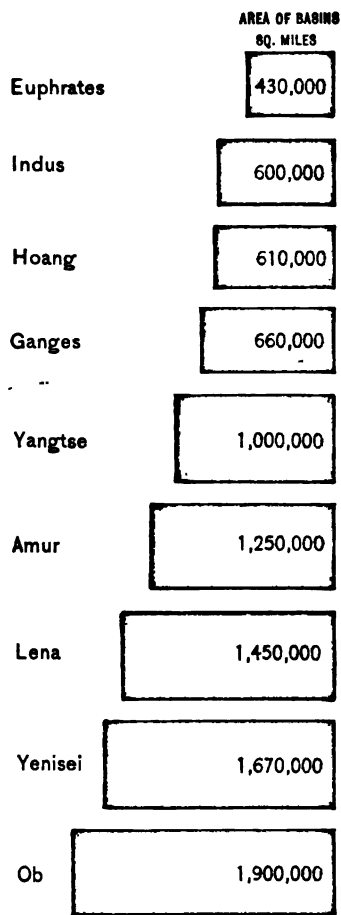 AREA OF BASINS
SQ. MILES
Euphrates 430,000
Indus 600,000
Hoang 610,000
Ganges 660,000
Yangtse 1,000,000
Amur 1,250,000
Lena 1,450,000
Yenisei 1,670,000
Ob 1,900,000